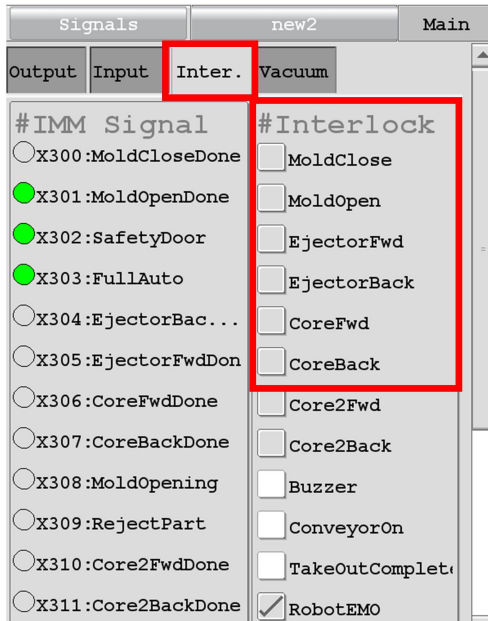 Signals
new2
Main
Output
Input
Inter.
Vacuum
#IMM Signal
X300:MoldCloseDone
X301:MoldOpenDone
X302:SafetyDoor
X303:FullAuto
X304:EjectorBac...
X305:EjectorFwdDon
X306:CoreFwdDone
X307:CoreBackDone
X308:MoldOpening
X309:RejectPart
X310:Core2FwdDone
X311:Core2BackDone
#Interlock
MoldClose
MoldOpen
EjectorFwd
EjectorBack
CoreFwd
CoreBack
Core2Fwd
Core2Back
Buzzer
ConveyorOn
TakeOutComplete
RobotEMO